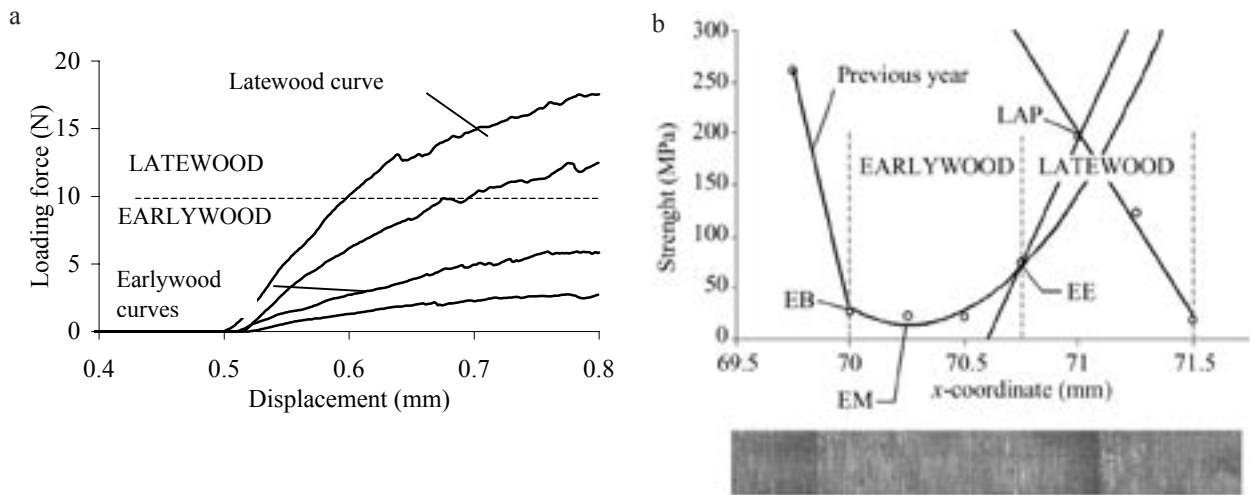 a
20
15
10
5
0
Loading force (N)
0.4 0.5 0.6 0.7 0.8
Displacement (mm)
Latewood curve
LATEWOOD
EARLYWOOD
Earlywood
curves
b
300
250
200
150
100
50
0
Strenght (MPa)
69.5 70 70.5 71 71.5
x-coordinate (mm)
Previous year
LAP
EARLYWOOD LATEWOOD
EB
EE
EM